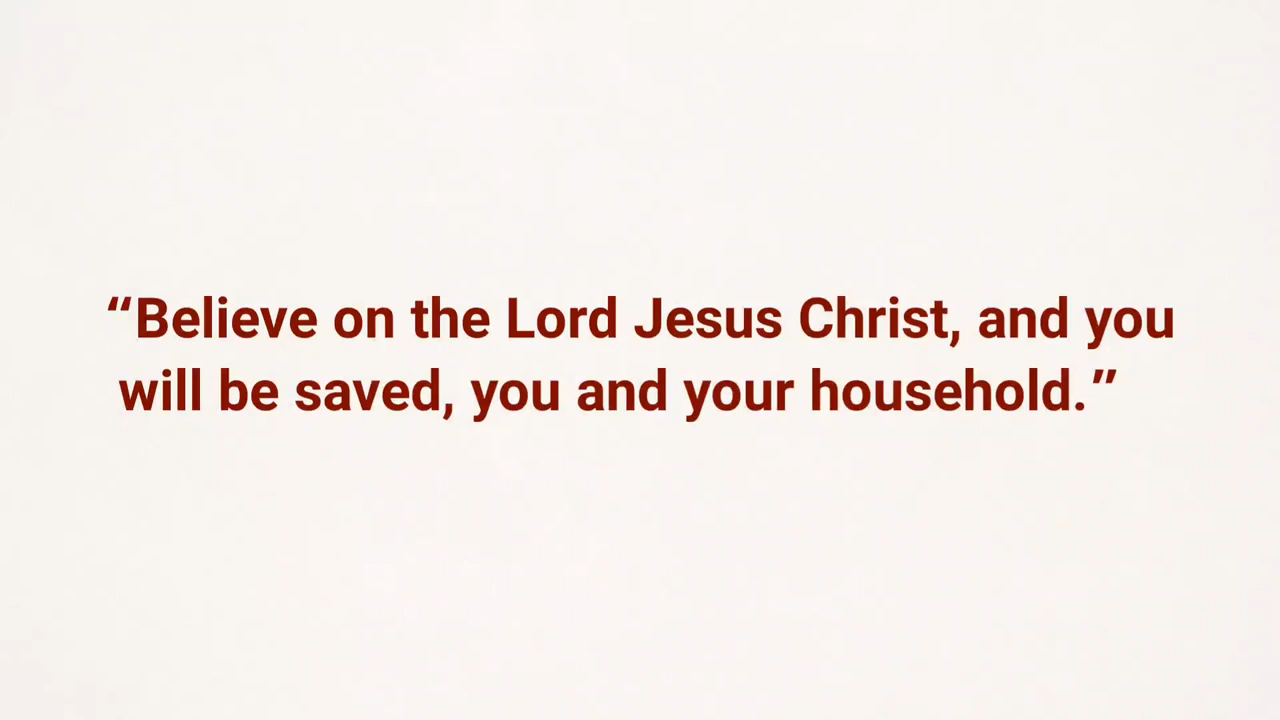 “Believe on the Lord Jesus Christ, and you
will be saved, you and your household.”